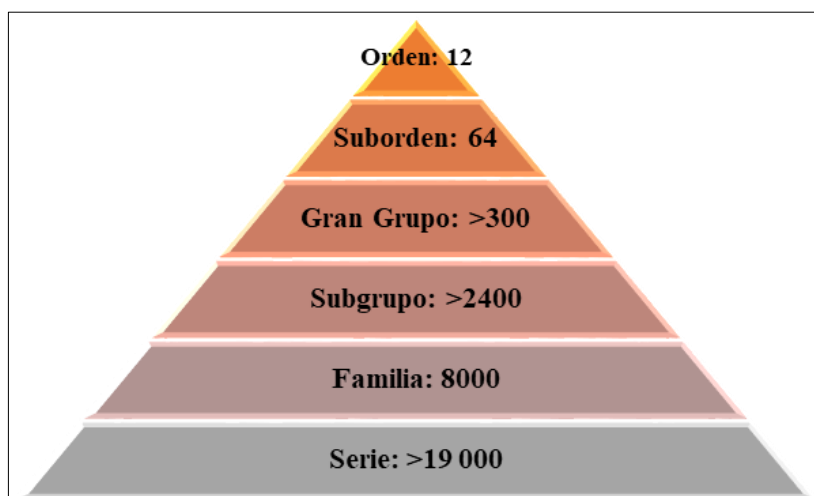 Orden: 12
Suborden: 64
Gran Grupo: >300
Subgrupo: >2400
Familia: 8000
Serie: >19 000